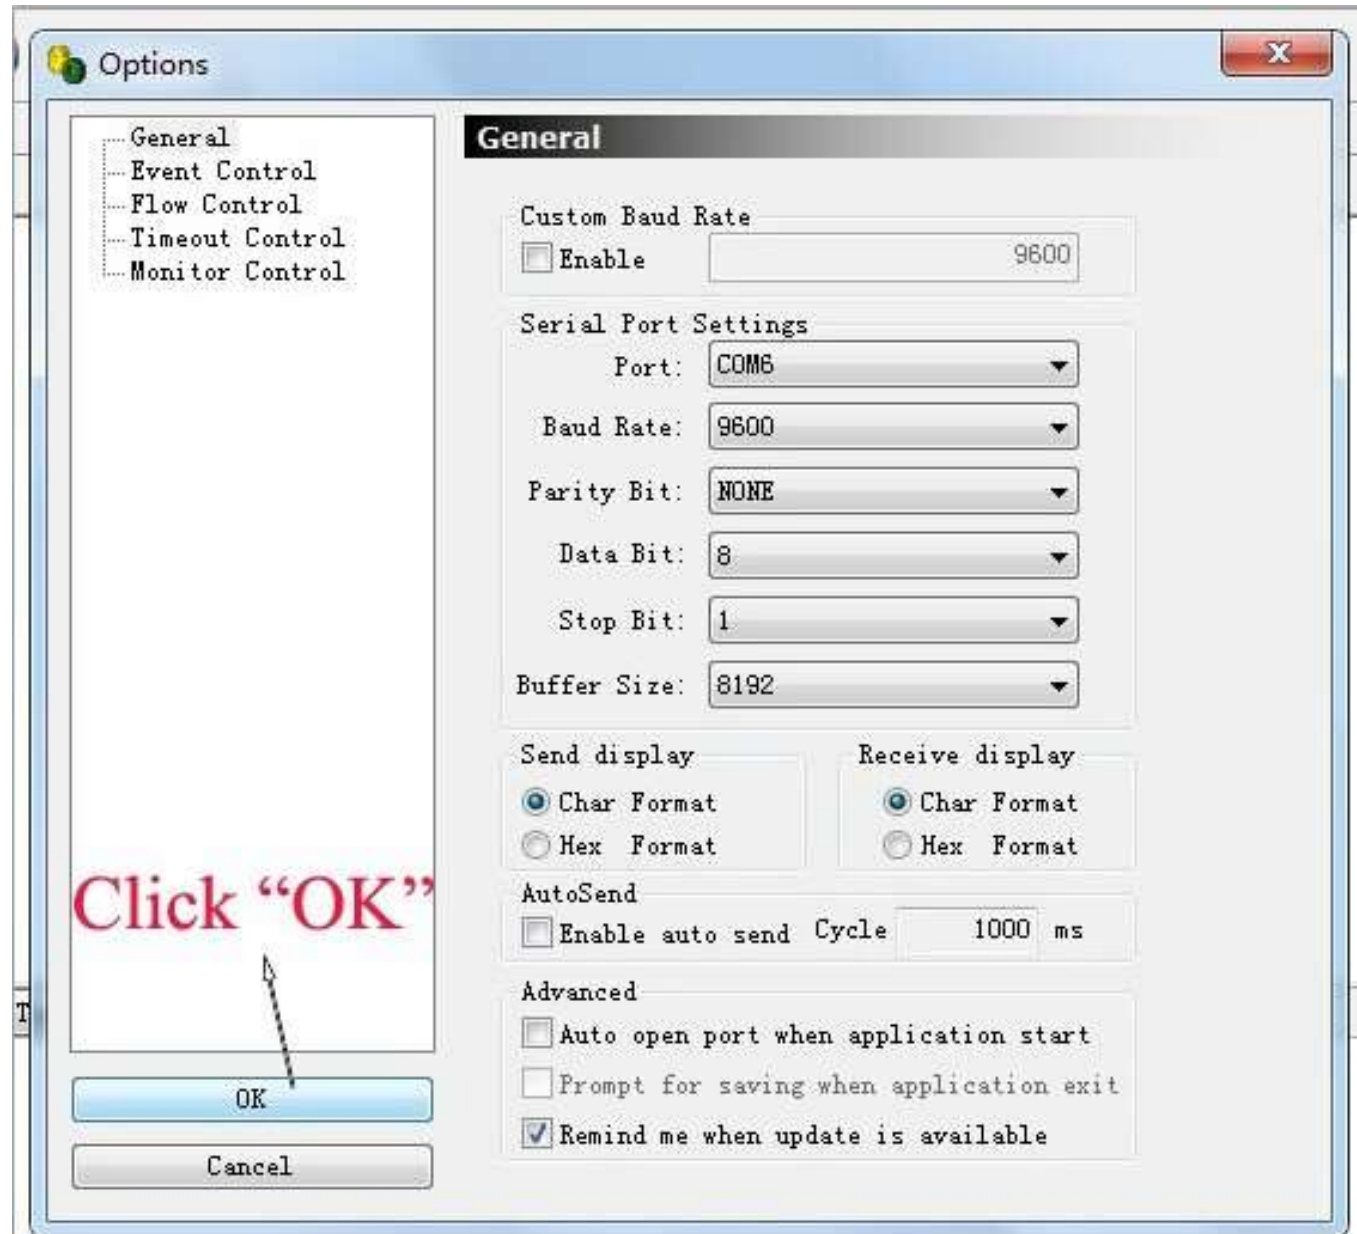 Options
General
Event Control
Flow Control
Timeout Control
Monitor Control
Click “OK”
OK
Cancel
General
Custom Baud Rate
Enable 9600
Serial Port Settings
Port: COM6
Baud Rate: 9600
Parity Bit: NONE
Data Bit: 8
Stop Bit: 1
Buffer Size: 8192
Send display
Char Format
Hex Format
Receive display
Char Format
Hex Format
AutoSend
Enable auto send Cycle 1000 ms
Advanced
Auto open port when application start
Prompt for saving when application exit
Remind me when update is available
T